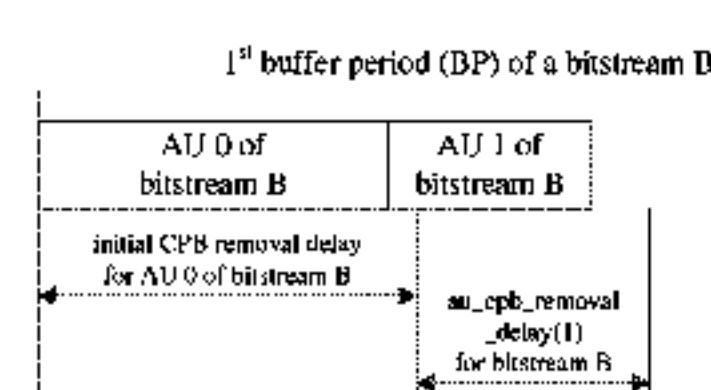 1st buffer period (BP) of a bitstream B
AU 0 of
bitstream B
AU 1 of
bitstream B
initial CPB removal delay
for AU 0 of bitstream B
au_cpb_removal
_delay(1)
for bitstream B